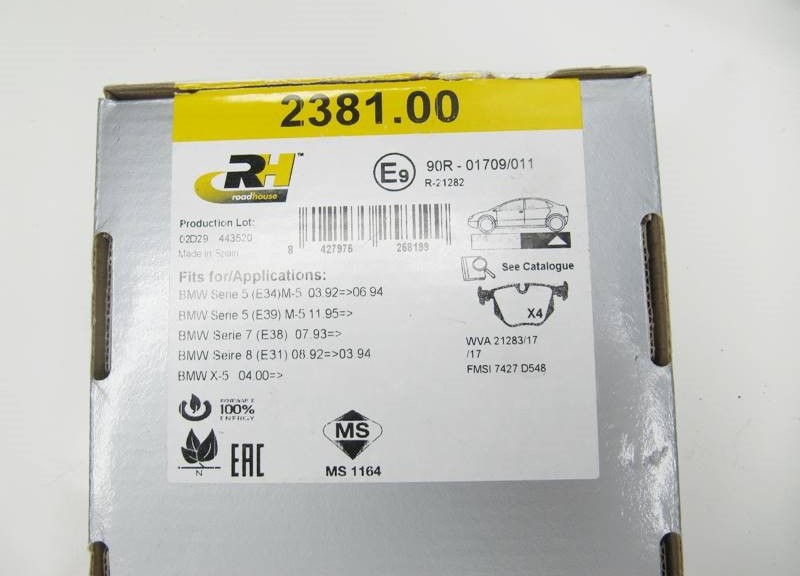 2381.00
RH™
roadhouse
E9
90R - 01709/011
R-21282
Production Lot:
02D29 443520
Made in Spain
8 427976 268199
See Catalogue
Fits for/Applications:
BMW Serie 5 (E34)M-5 03.92=>06 94
BMW Serie 5 (E39) M-5 11.95=>
BMW Serie 7 (E38) 07.93=>
BMW Seire 8 (E31) 08 92=>03 94
BMW X-5 04.00=>
X4
WVA 21283/17
/17
FMSI 7427 D548
RENEWABLE
100%
ENERGY
N
EAC
MS
MS 1164